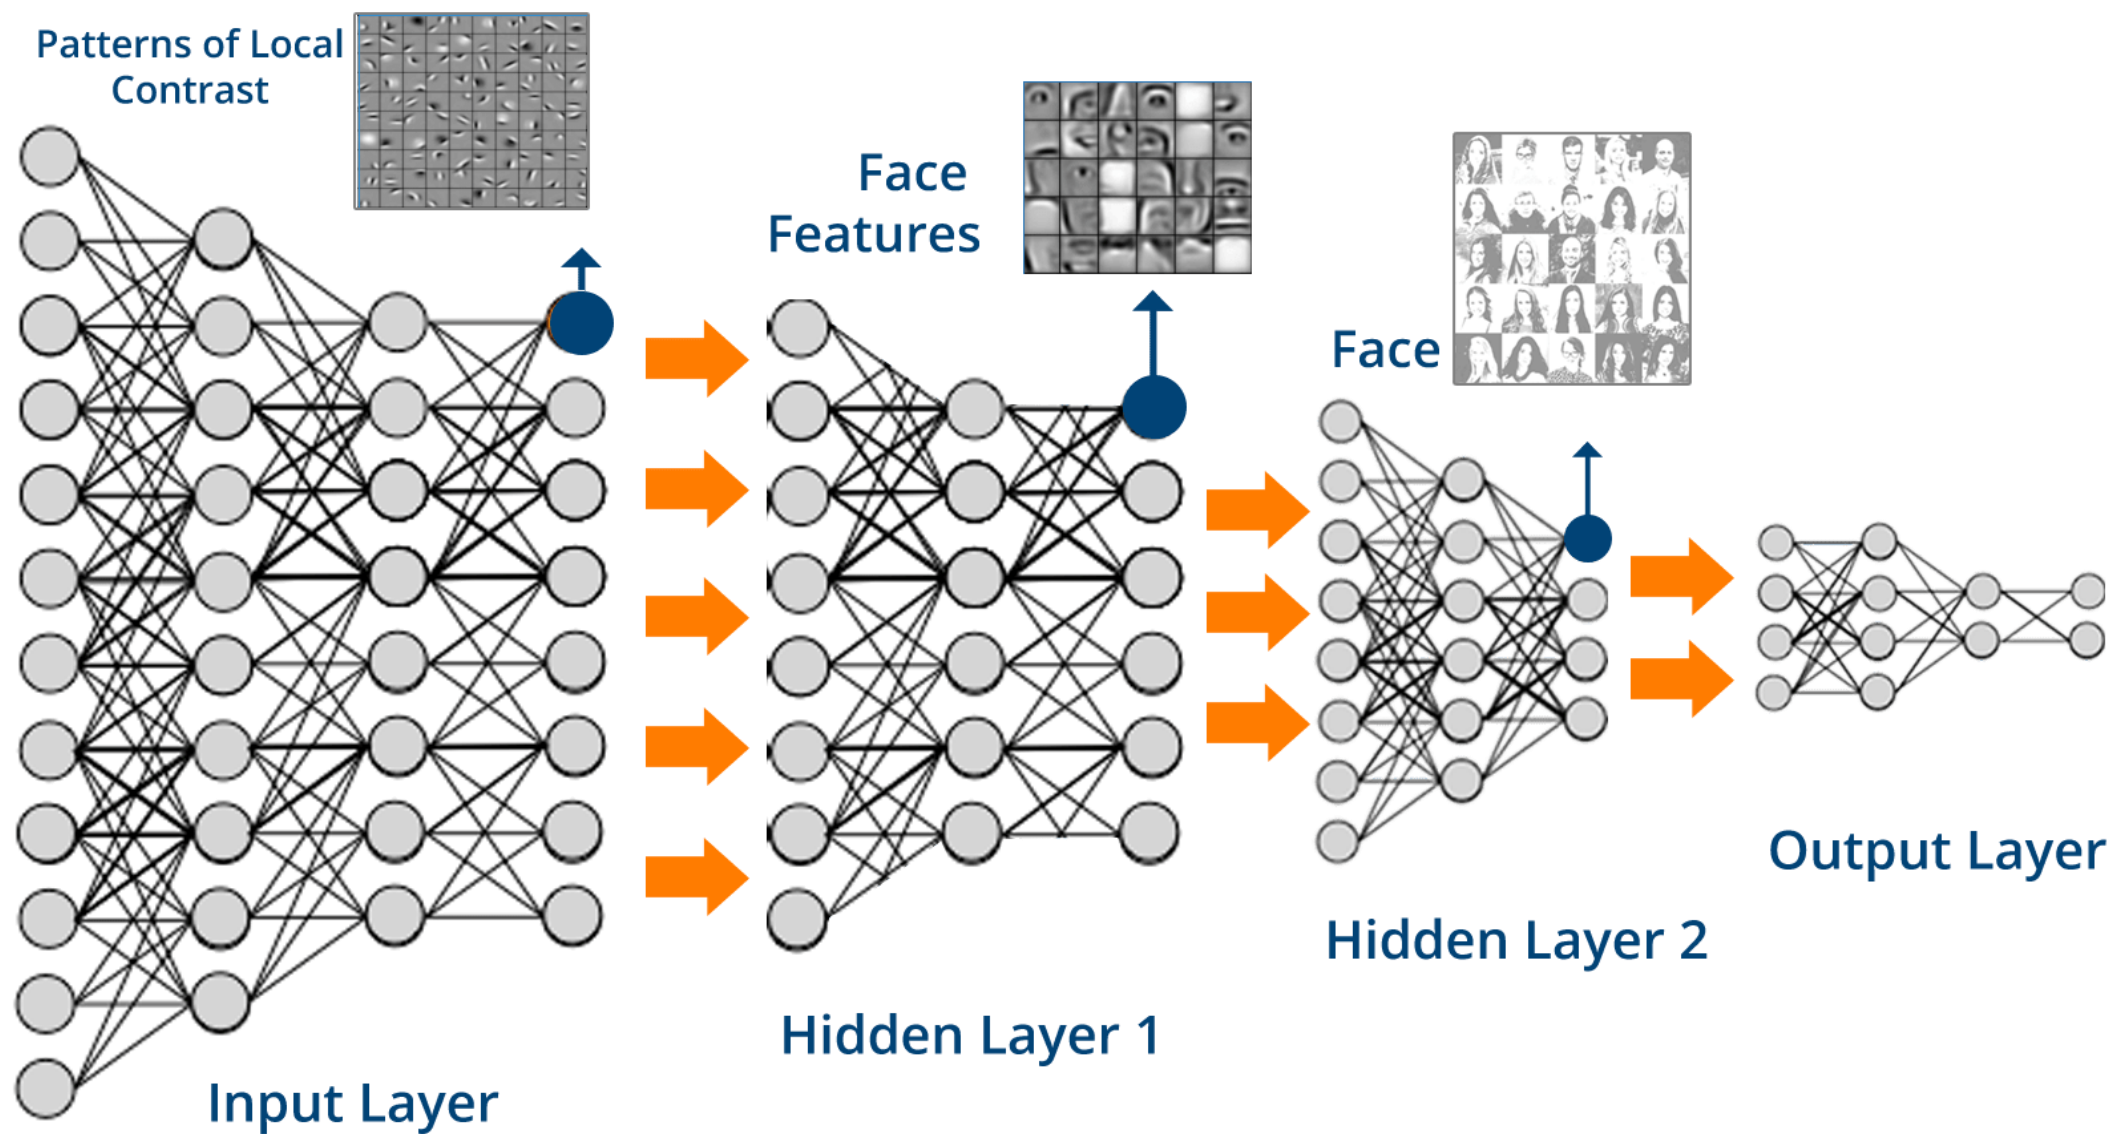 Patterns of Local
Contrast
Face
Features
Face
Input Layer
Hidden Layer 1
Hidden Layer 2
Output Layer